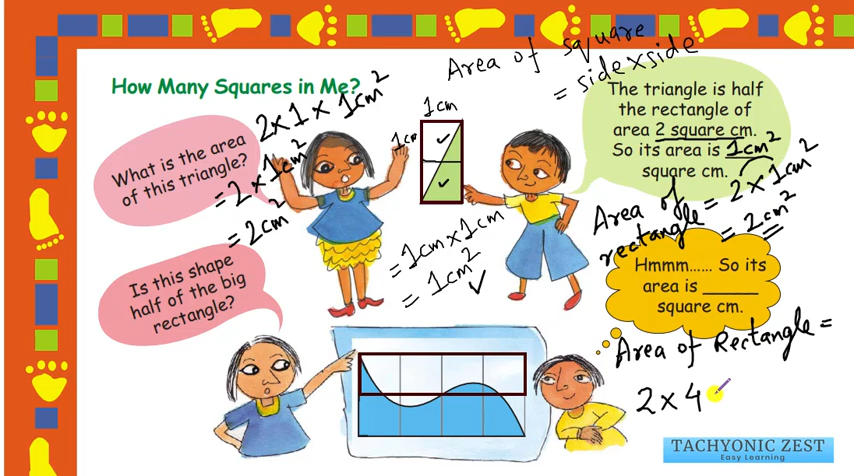 How Many Squares in Me?
Area of square
= side × side
2 × 1 × 1cm²
= 2 × 1cm²
= 2cm²
What is the area
of this triangle?
1cm
1cm
= 1cm × 1cm
= 1cm²
The triangle is half
the rectangle of
area 2 square cm.
So its area is 1cm²
square cm.
Area of
rectangle = 2 × 1cm²
= 2cm²
Is this shape
half of the big
rectangle?
Hmmm...... So its
area is ______
square cm.
Area of Rectangle =
2 × 4
TACHYONIC ZEST
Easy Learning